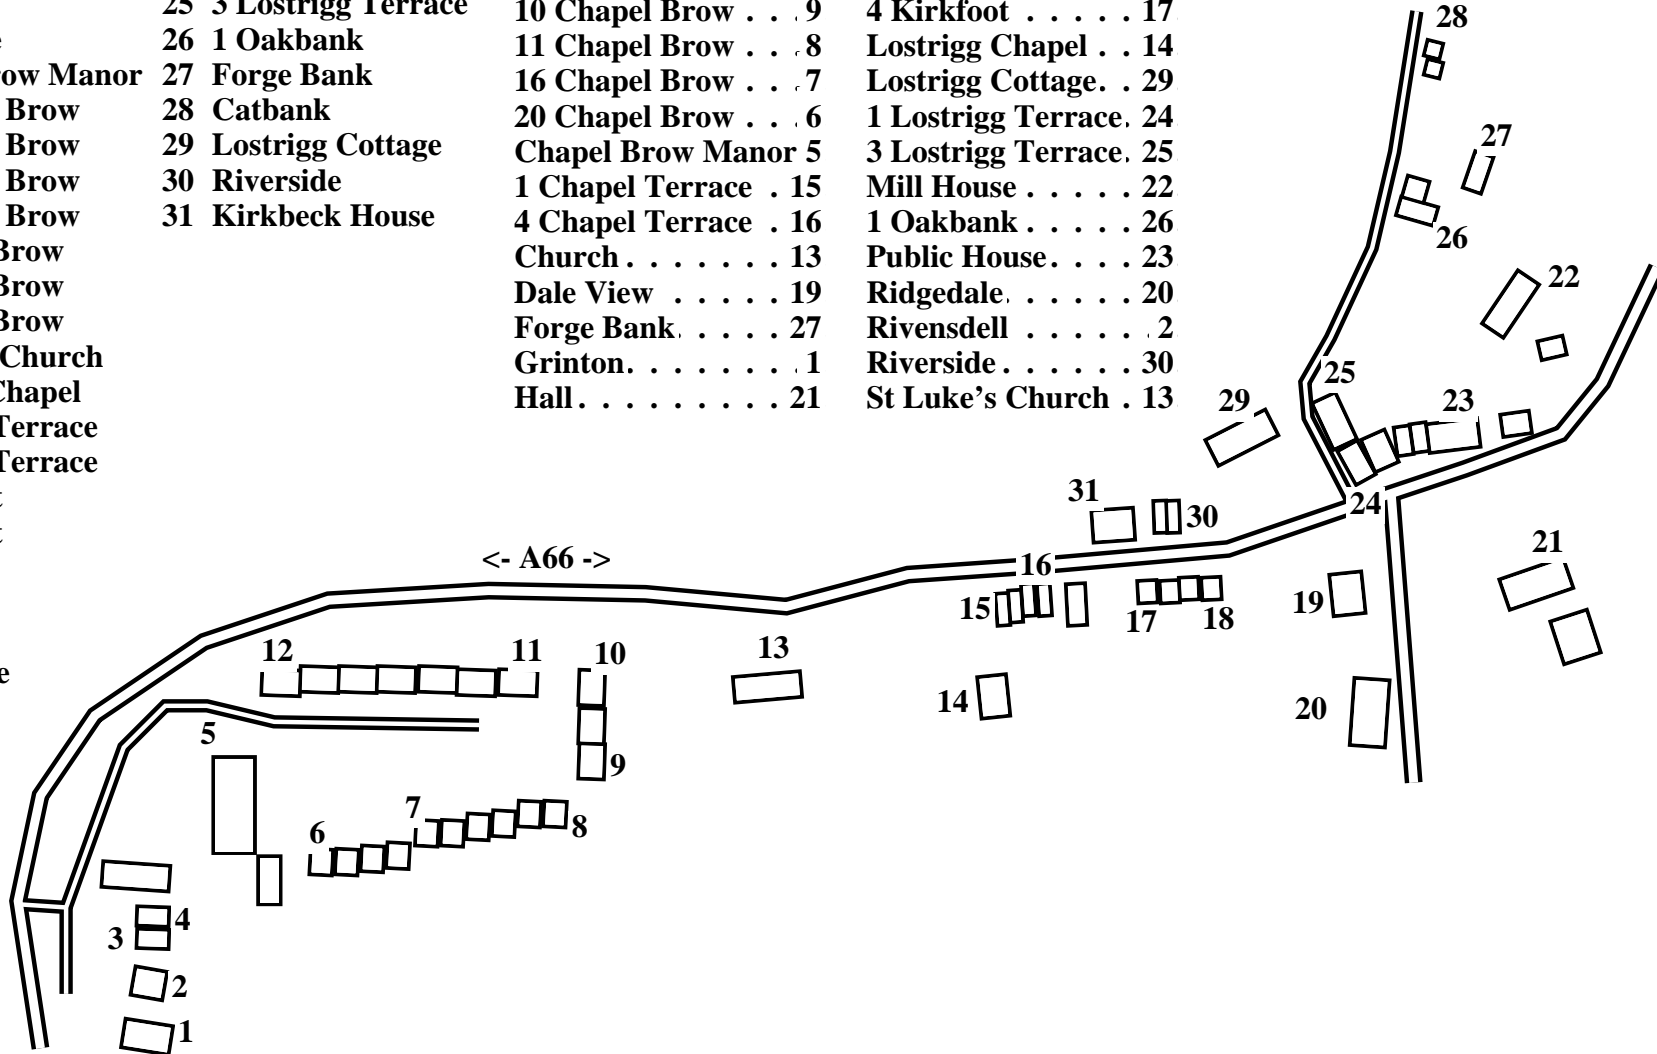 25 3 Lostrigg Terrace
26 1 Oakbank
ow Manor 27 Forge Bank
Brow 28 Catbank
Brow 29 Lostrigg Cottage
Brow 30 Riverside
Brow 31 Kirkbeck House
Brow
Brow
Brow
Church
Chapel
Terrace
Terrace
10 Chapel Brow . . . 9
11 Chapel Brow . . . 8
16 Chapel Brow . . . 7
20 Chapel Brow . . . 6
Chapel Brow Manor 5
1 Chapel Terrace . 15
4 Chapel Terrace . 16
Church . . . . . . . 13
Dale View . . . . . 19
Forge Bank . . . . 27
Grinton . . . . . . . . 1
Hall . . . . . . . . . 21
4 Kirkfoot . . . . . 17
Lostrigg Chapel . . 14
Lostrigg Cottage . . 29
1 Lostrigg Terrace . 24
3 Lostrigg Terrace . 25
Mill House . . . . . 22
1 Oakbank . . . . . 26
Public House . . . . 23
Ridgedale . . . . . . 20
Rivensdell . . . . . . 2
Riverside . . . . . . 30
St Luke's Church . 13
28
27
26
22
25
29
23
31
30
24
<- A66 ->
16
21
15
17
18
19
12
11
10
13
14
20
5
9
7
6
8
4
3
2
1